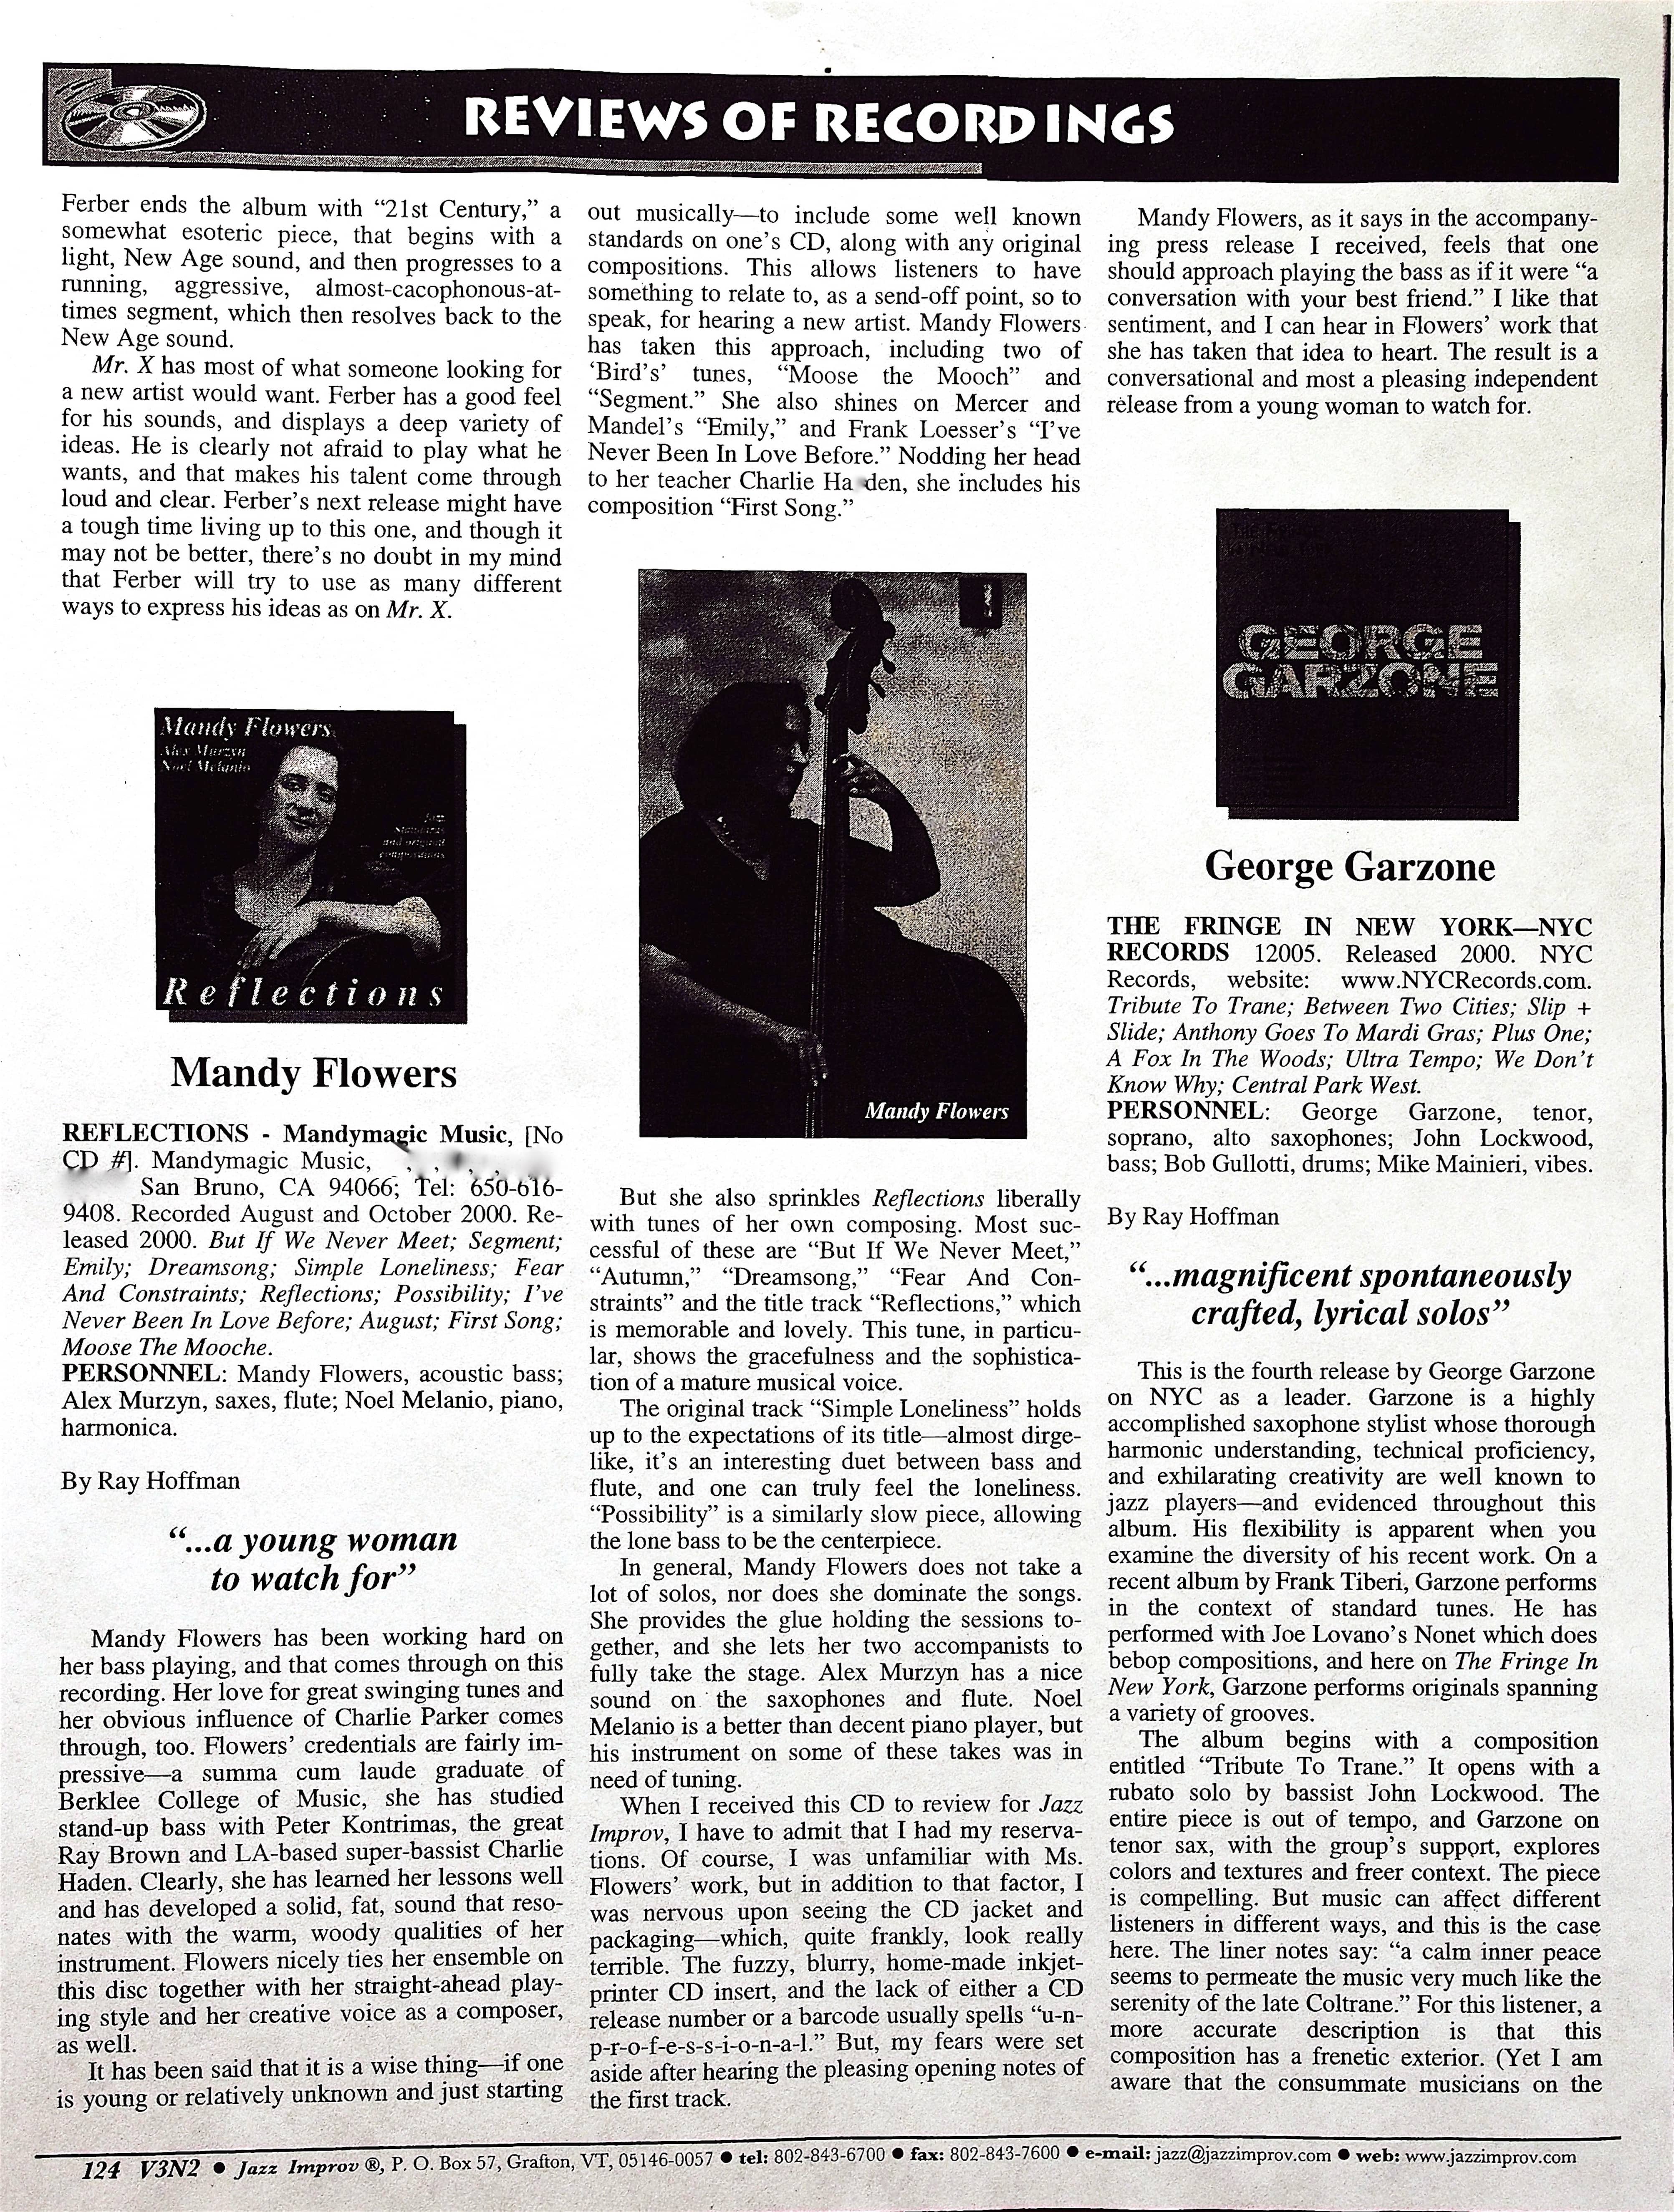 REVIEWS OF RECORDINGS
Ferber ends the album with “21st Century,” a
somewhat esoteric piece, that begins with a
light, New Age sound, and then progresses to a
running, aggressive, almost-cacophonous-at-
times segment, which then resolves back to the
New Age sound.
Mr. X has most of what someone looking for
a new artist would want. Ferber has a good feel
for his sounds, and displays a deep variety of
ideas. He is clearly not afraid to play what he
wants, and that makes his talent come through
loud and clear. Ferber’s next release might have
a tough time living up to this one, and though it
may not be better, there’s no doubt in my mind
that Ferber will try to use as many different
ways to express his ideas as on Mr. X.
Mandy Flowers
Alex Murzyn
Noel Melanio
Jazz
Standards
and original
compositions
Reflections
Mandy Flowers
REFLECTIONS - Mandymagic Music, [No
CD #]. Mandymagic Music,
San Bruno, CA 94066; Tel: 650-616-
9408. Recorded August and October 2000. Re-
leased 2000. But If We Never Meet; Segment;
Emily; Dreamsong; Simple Loneliness; Fear
And Constraints; Reflections; Possibility; I’ve
Never Been In Love Before; August; First Song;
Moose The Mooche.
PERSONNEL: Mandy Flowers, acoustic bass;
Alex Murzyn, saxes, flute; Noel Melanio, piano,
harmonica.
By Ray Hoffman
“...a young woman
to watch for”
Mandy Flowers has been working hard on
her bass playing, and that comes through on this
recording. Her love for great swinging tunes and
her obvious influence of Charlie Parker comes
through, too. Flowers’ credentials are fairly im-
pressive—a summa cum laude graduate of
Berklee College of Music, she has studied
stand-up bass with Peter Kontrimas, the great
Ray Brown and LA-based super-bassist Charlie
Haden. Clearly, she has learned her lessons well
and has developed a solid, fat, sound that reso-
nates with the warm, woody qualities of her
instrument. Flowers nicely ties her ensemble on
this disc together with her straight-ahead play-
ing style and her creative voice as a composer,
as well.
It has been said that it is a wise thing—if one
is young or relatively unknown and just starting
out musically—to include some well known
standards on one’s CD, along with any original
compositions. This allows listeners to have
something to relate to, as a send-off point, so to
speak, for hearing a new artist. Mandy Flowers
has taken this approach, including two of
‘Bird’s’ tunes, “Moose the Mooch” and
“Segment.” She also shines on Mercer and
Mandel’s “Emily,” and Frank Loesser’s “I’ve
Never Been In Love Before.” Nodding her head
to her teacher Charlie Ha den, she includes his
composition “First Song.”
Mandy Flowers
But she also sprinkles Reflections liberally
with tunes of her own composing. Most suc-
cessful of these are “But If We Never Meet,”
“Autumn,” “Dreamsong,” “Fear And Con-
straints” and the title track “Reflections,” which
is memorable and lovely. This tune, in particu-
lar, shows the gracefulness and the sophistica-
tion of a mature musical voice.
The original track “Simple Loneliness” holds
up to the expectations of its title—almost dirge-
like, it’s an interesting duet between bass and
flute, and one can truly feel the loneliness.
“Possibility” is a similarly slow piece, allowing
the lone bass to be the centerpiece.
In general, Mandy Flowers does not take a
lot of solos, nor does she dominate the songs.
She provides the glue holding the sessions to-
gether, and she lets her two accompanists to
fully take the stage. Alex Murzyn has a nice
sound on the saxophones and flute. Noel
Melanio is a better than decent piano player, but
his instrument on some of these takes was in
need of tuning.
When I received this CD to review for Jazz
Improv, I have to admit that I had my reserva-
tions. Of course, I was unfamiliar with Ms.
Flowers’ work, but in addition to that factor, I
was nervous upon seeing the CD jacket and
packaging—which, quite frankly, look really
terrible. The fuzzy, blurry, home-made inkjet-
printer CD insert, and the lack of either a CD
release number or a barcode usually spells “u-n-
p-r-o-f-e-s-s-i-o-n-a-l.” But, my fears were set
aside after hearing the pleasing opening notes of
the first track.
Mandy Flowers, as it says in the accompany-
ing press release I received, feels that one
should approach playing the bass as if it were “a
conversation with your best friend.” I like that
sentiment, and I can hear in Flowers’ work that
she has taken that idea to heart. The result is a
conversational and most a pleasing independent
release from a young woman to watch for.
GEORGE
GARZONE
George Garzone
THE FRINGE IN NEW YORK—NYC
RECORDS 12005. Released 2000. NYC
Records, website: www.NYCRecords.com.
Tribute To Trane; Between Two Cities; Slip +
Slide; Anthony Goes To Mardi Gras; Plus One;
A Fox In The Woods; Ultra Tempo; We Don’t
Know Why; Central Park West.
PERSONNEL: George Garzone, tenor,
soprano, alto saxophones; John Lockwood,
bass; Bob Gullotti, drums; Mike Mainieri, vibes.
By Ray Hoffman
“...magnificent spontaneously
crafted, lyrical solos”
This is the fourth release by George Garzone
on NYC as a leader. Garzone is a highly
accomplished saxophone stylist whose thorough
harmonic understanding, technical proficiency,
and exhilarating creativity are well known to
jazz players—and evidenced throughout this
album. His flexibility is apparent when you
examine the diversity of his recent work. On a
recent album by Frank Tiberi, Garzone performs
in the context of standard tunes. He has
performed with Joe Lovano’s Nonet which does
bebop compositions, and here on The Fringe In
New York, Garzone performs originals spanning
a variety of grooves.
The album begins with a composition
entitled “Tribute To Trane.” It opens with a
rubato solo by bassist John Lockwood. The
entire piece is out of tempo, and Garzone on
tenor sax, with the group’s support, explores
colors and textures and freer context. The piece
is compelling. But music can affect different
listeners in different ways, and this is the case
here. The liner notes say: “a calm inner peace
seems to permeate the music very much like the
serenity of the late Coltrane.” For this listener, a
more accurate description is that this
composition has a frenetic exterior. (Yet I am
aware that the consummate musicians on the
124 V3N2 ● Jazz Improv ®, P. O. Box 57, Grafton, VT, 05146-0057 ● tel: 802-843-6700 ● fax: 802-843-7600 ● e-mail: jazz@jazzimprov.com ● web: www.jazzimprov.com